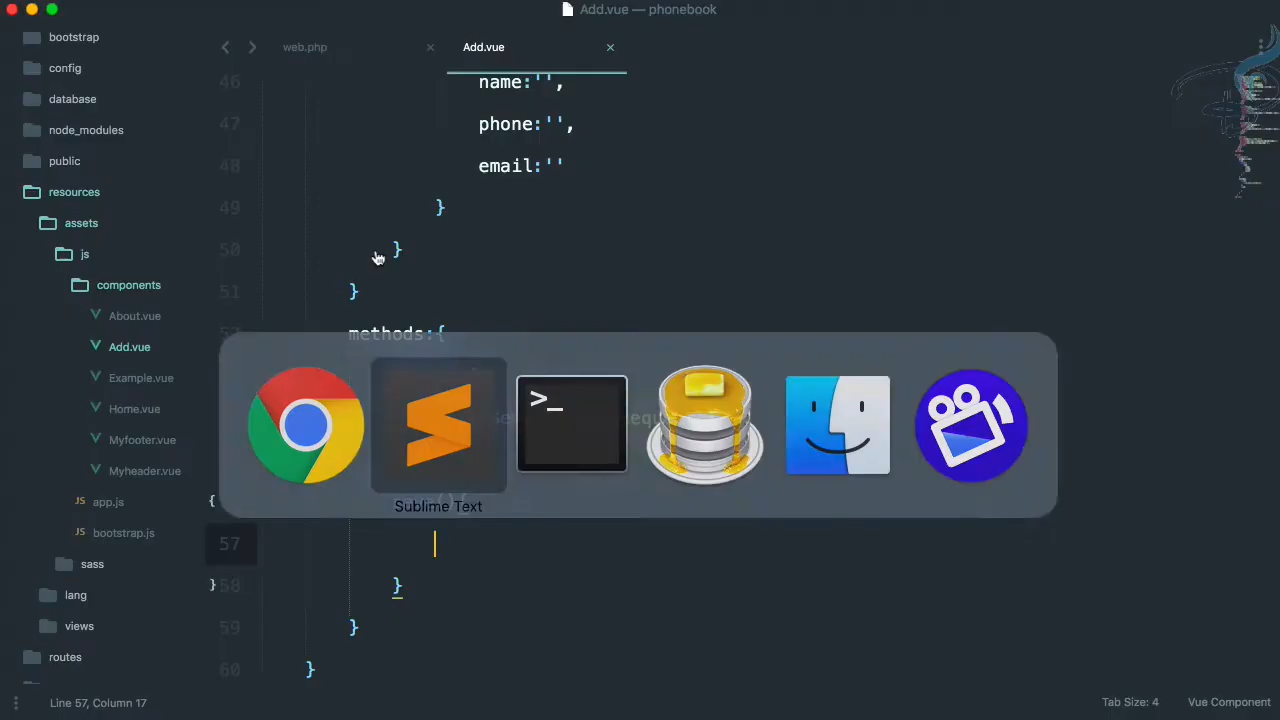 Add.vue — phonebook
bootstrap
config
database
node_modules
public
resources
assets
js
components
About.vue
Add.vue
Example.vue
Home.vue
Myfooter.vue
Myheader.vue
JS app.js
JS bootstrap.js
sass
lang
views
routes
web.php
Add.vue
46 name:'',
47 phone:'',
48 email:''
49 }
50 }
51 }
methods:{
>_
Sublime Text
{
57
}58 }
59 }
60 }
Line 57, Column 17
Tab Size: 4
Vue Component